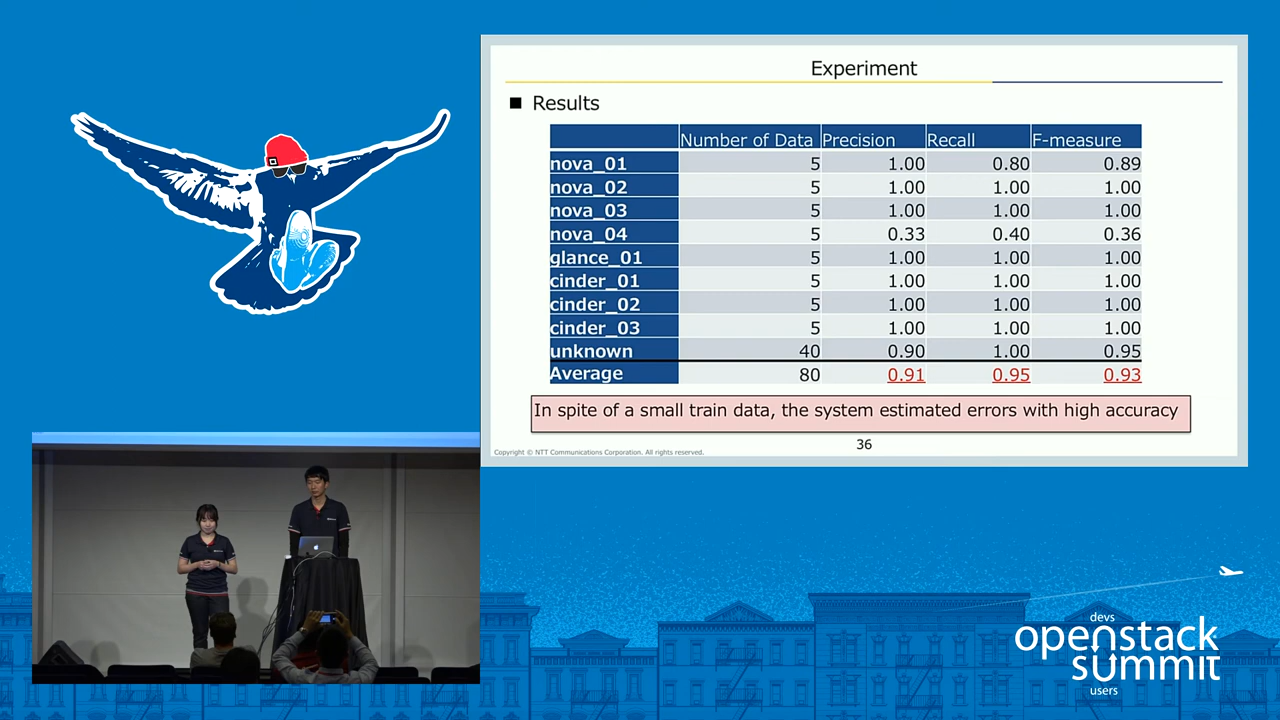 Experiment
■ Results
Number of Data Precision Recall F-measure
nova_01 5 1.00 0.80 0.89
nova_02 5 1.00 1.00 1.00
nova_03 5 1.00 1.00 1.00
nova_04 5 0.33 0.40 0.36
glance_01 5 1.00 1.00 1.00
cinder_01 5 1.00 1.00 1.00
cinder_02 5 1.00 1.00 1.00
cinder_03 5 1.00 1.00 1.00
unknown 40 0.90 1.00 0.95
Average 80 0.91 0.95 0.93
In spite of a small train data, the system estimated errors with high accuracy
36
Copyright © NTT Communications Corporation. All rights reserved.
devs
openstack
summit
users